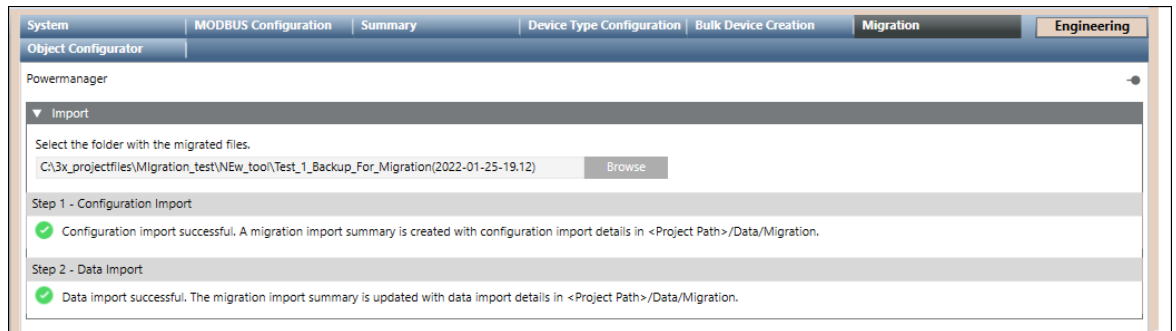 System MODBUS Configuration Summary Device Type Configuration Bulk Device Creation Migration Engineering
Object Configurator
Powermanager
Import
Select the folder with the migrated files.
C:\3x_projectfiles\MIgration_test\NEw_tool\Test_1_Backup_For_Migration(2022-01-25-19.12) Browse
Step 1 - Configuration Import
Configuration import successful. A migration import summary is created with configuration import details in <Project Path>/Data/Migration.
Step 2 - Data Import
Data import successful. The migration import summary is updated with data import details in <Project Path>/Data/Migration.